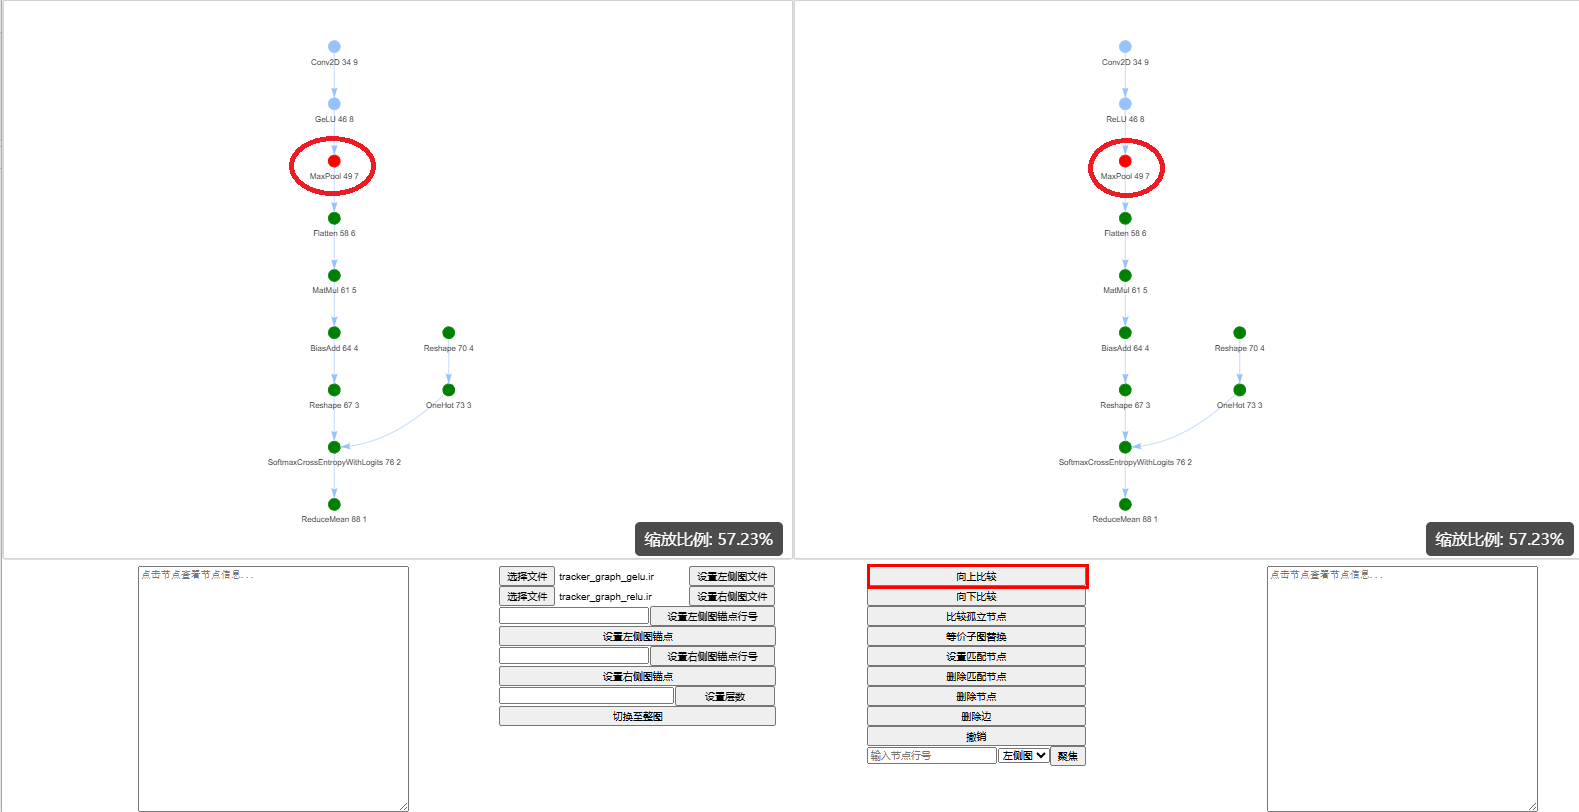 Conv2D 34 9
GeLU 46 8
MaxPool 49 7
Flatten 58 6
MatMul 61 5
BiasAdd 64 4
Reshape 70 4
Reshape 67 3
OneHot 73 3
SoftmaxCrossEntropyWithLogits 76 2
ReduceMean 88 1
缩放比例: 57.23%
Conv2D 34 9
ReLU 46 8
MaxPool 49 7
Flatten 58 6
MatMul 61 5
BiasAdd 64 4
Reshape 70 4
Reshape 67 3
OneHot 73 3
SoftmaxCrossEntropyWithLogits 76 2
ReduceMean 88 1
缩放比例: 57.23%
点击节点查看节点信息...
选择文件 tracker_graph_gelu.ir 设置左侧图文件
选择文件 tracker_graph_relu.ir 设置右侧图文件
设置左侧图锚点行号
设置左侧图锚点
设置右侧图锚点行号
设置右侧图锚点
设置层数
切换至整图
向上比较
向下比较
比较孤立节点
等价子图替换
设置匹配节点
删除匹配节点
删除节点
删除边
撤销
输入节点行号 左侧图 聚焦
点击节点查看节点信息...